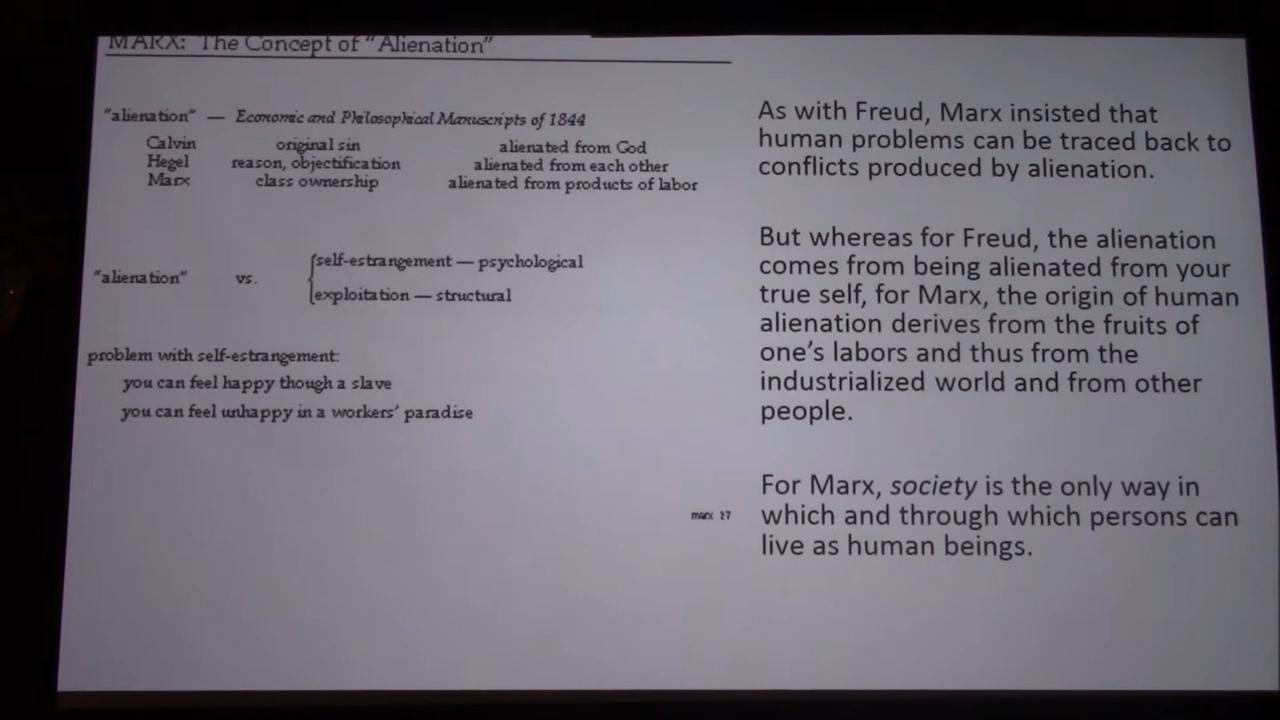 MARX: The Concept of "Alienation"
"alienation" — Economic and Philosophical Manuscripts of 1844
Calvin original sin alienated from God
Hegel reason, objectification alienated from each other
Marx class ownership alienated from products of labor
"alienation" vs. self-estrangement — psychological
exploitation — structural
problem with self-estrangement:
you can feel happy though a slave
you can feel unhappy in a workers' paradise
marx 27
As with Freud, Marx insisted that
human problems can be traced back to
conflicts produced by alienation.
But whereas for Freud, the alienation
comes from being alienated from your
true self, for Marx, the origin of human
alienation derives from the fruits of
one's labors and thus from the
industrialized world and from other
people.
For Marx, society is the only way in
which and through which persons can
live as human beings.